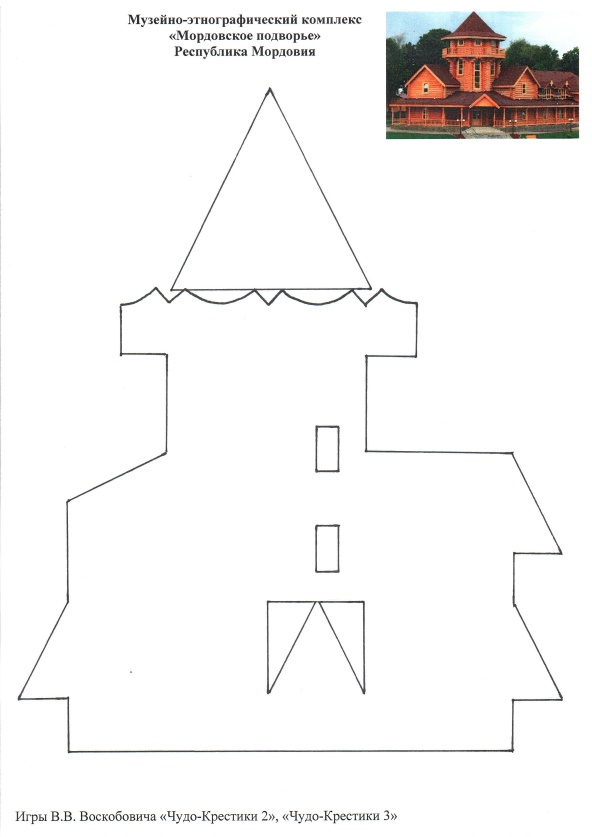 Музейно-этнографический комплекс
«Мордовское подворье»
Республика Мордовия
Игры В.В. Воскобовича «Чудо-Крестики 2», «Чудо-Крестики 3»